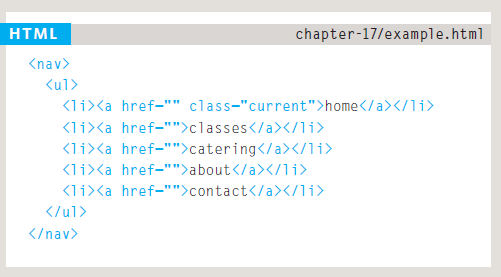 HTML chapter-17/example.html
<nav>
<ul>
<li><a href="" class="current">home</a></li>
<li><a href="">classes</a></li>
<li><a href="">catering</a></li>
<li><a href="">about</a></li>
<li><a href="">contact</a></li>
</ul>
</nav>